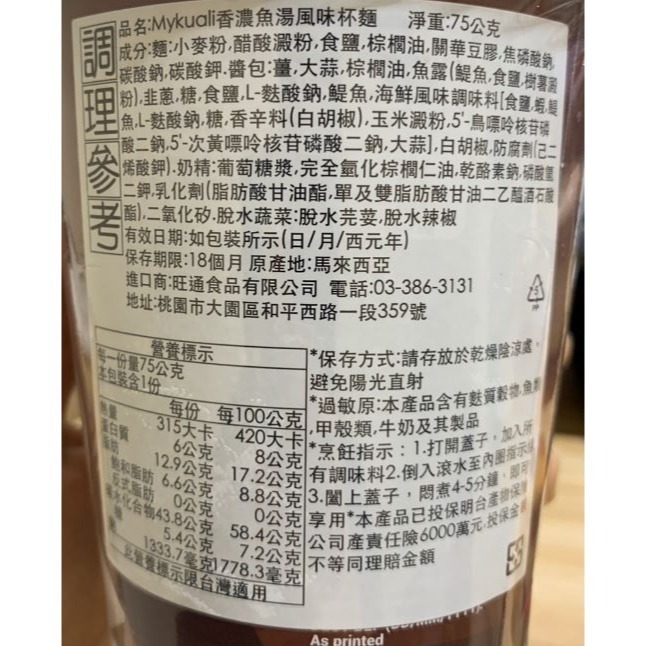 調理參考
品名:Mykuali香濃魚湯風味杯麵 淨重:75公克
成分:麵:小麥粉,醋酸澱粉,食鹽,棕櫚油,關華豆膠,焦磷酸鈉,
碳酸鈉,碳酸鉀.醬包:薑,大蒜,棕櫚油,魚露(鯷魚,食鹽,樹薯澱
粉),韭蔥,糖,食鹽,L-麩酸鈉,鯷魚,海鮮風味調味料[食鹽,蝦,鯷
魚,L-麩酸鈉,糖,香辛料(白胡椒),玉米澱粉,5'-鳥嘌呤核苷磷
酸二鈉,5'-次黃嘌呤核苷磷酸二鈉,大蒜],白胡椒,防腐劑(己二
烯酸鉀).奶精:葡萄糖漿,完全氫化棕櫚仁油,乾酪素鈉,磷酸氫
二鉀,乳化劑(脂肪酸甘油酯,單及雙脂肪酸甘油二乙醯酒石酸
酯),二氧化矽.脫水蔬菜:脫水芫荽,脫水辣椒
有效日期:如包裝所示(日/月/西元年)
保存期限:18個月 原產地:馬來西亞
進口商:旺通食品有限公司 電話:03-386-3131
地址:桃園市大園區和平西路一段359號
5
PP
營養標示
每一份量75公克
本包裝含1份
每份 每100公克
熱量 315大卡 420大卡
蛋白質 6公克 8公克
脂肪 12.9公克 17.2公克
飽和脂肪 6.6公克 8.8公克
反式脂肪 0公克 0公克
碳水化合物43.8公克 58.4公克
糖 5.4公克 7.2公克
1333.7毫克1778.3毫克
此營養標示限台灣適用
*保存方式:請存放於乾燥陰涼處,
避免陽光直射
*過敏原:本產品含有麩質穀物,魚類
,甲殼類,牛奶及其製品
*烹飪指示:1.打開蓋子,加入所
有調味料2.倒入滾水至內圈指示線
3.闔上蓋子,悶煮4-5分鐘,即可
享用*本產品已投保明台產物保險
公司產責任險6000萬元,投保金額
不等同理賠金額
As printed